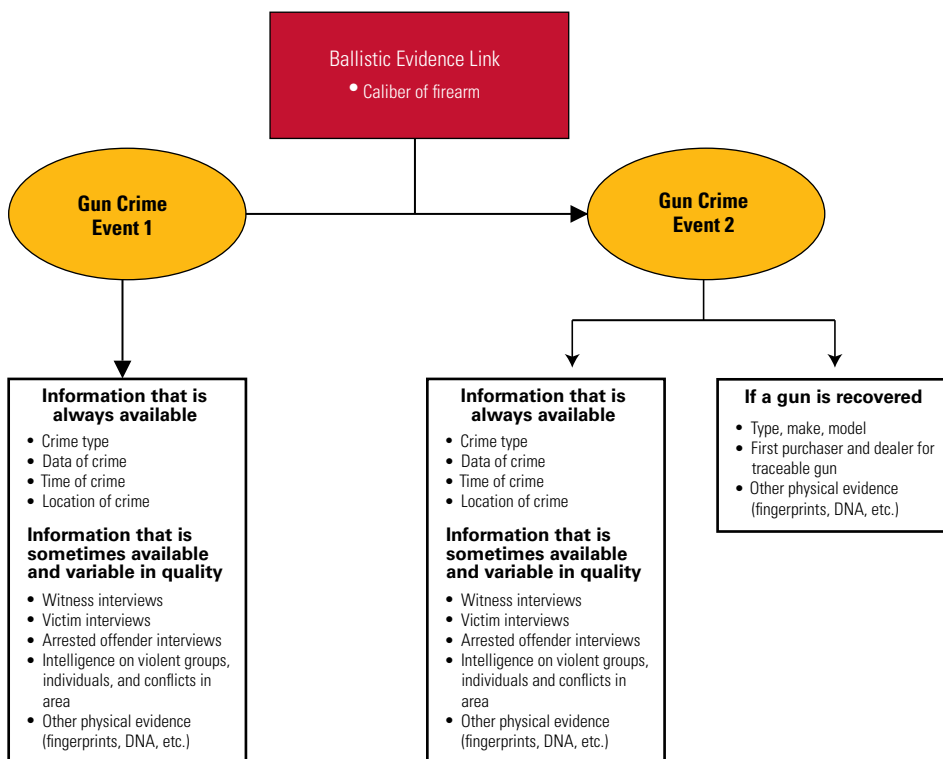 Ballistic Evidence Link
• Caliber of firearm
Gun Crime
Event 1
Gun Crime
Event 2
Information that is
always available
• Crime type
• Data of crime
• Time of crime
• Location of crime
Information that is
sometimes available
and variable in quality
• Witness interviews
• Victim interviews
• Arrested offender interviews
• Intelligence on violent groups,
individuals, and conflicts in
area
• Other physical evidence
(fingerprints, DNA, etc.)
Information that is
always available
• Crime type
• Data of crime
• Time of crime
• Location of crime
Information that is
sometimes available
and variable in quality
• Witness interviews
• Victim interviews
• Arrested offender interviews
• Intelligence on violent groups,
individuals and conflicts in
area
• Other physical evidence
(fingerprints, DNA, etc.)
If a gun is recovered
• Type, make, model
• First purchaser and dealer for
traceable gun
• Other physical evidence
(fingerprints, DNA, etc.)